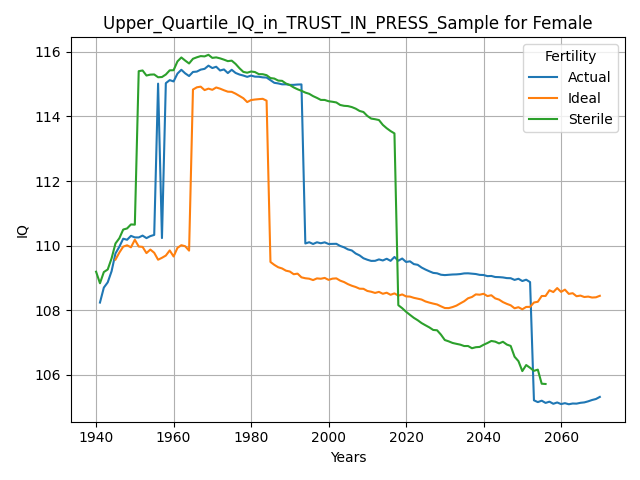 Upper_Quartile_IQ_in_TRUST_IN_PRESS_Sample for Female
Fertility
Actual
Ideal
Sterile
IQ
116
114
112
110
108
106
1940
1960
1980
2000
2020
2040
2060
Years